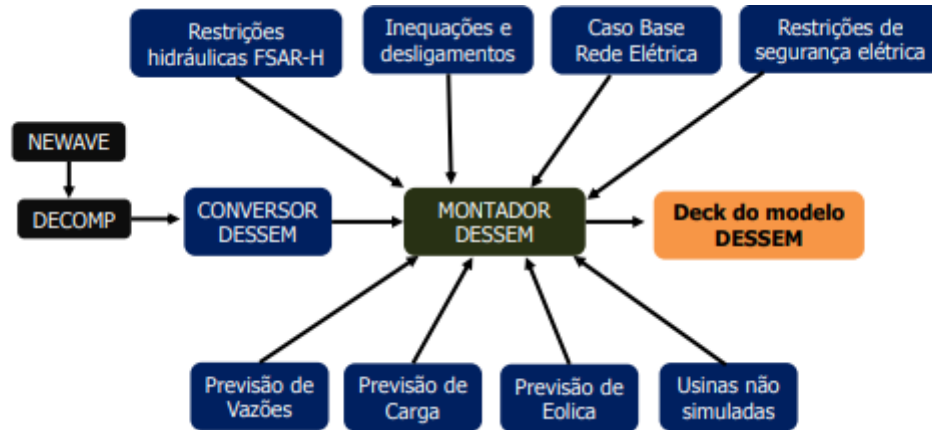 Restrições
hidráulicas FSAR-H
Inequações e
desligamentos
Caso Base
Rede Elétrica
Restrições de
segurança elétrica
NEWAVE
DECOMP
CONVERSOR
DESSEM
MONTADOR
DESSEM
Deck do modelo
DESSEM
Previsão de
Vazões
Previsão de
Carga
Previsão de
Eolica
Usinas não
simuladas